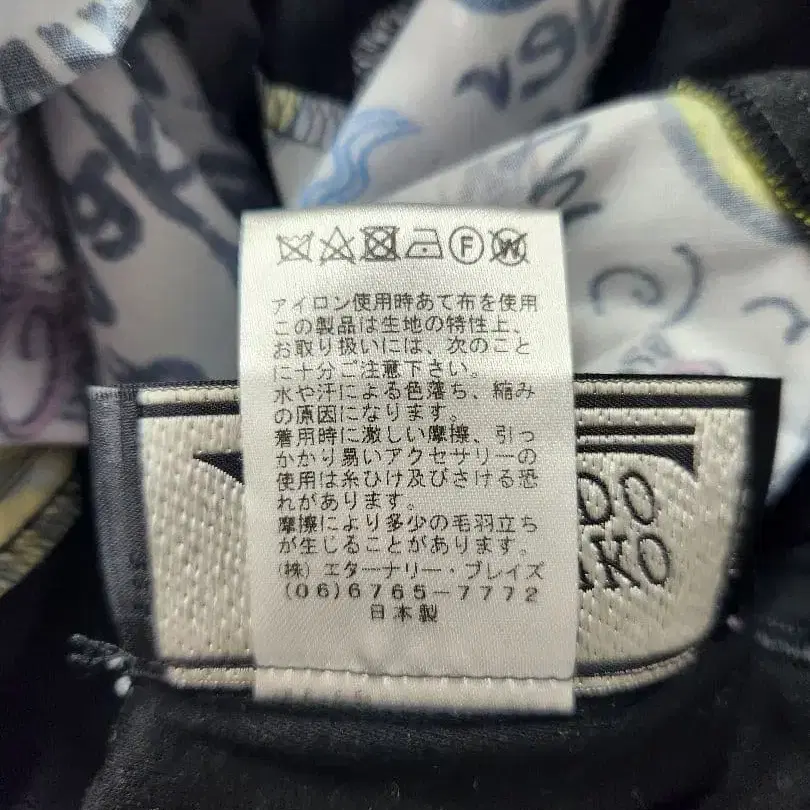 F W
アイロン使用時あて布を使用
この製品は生地の特性上、
お取り扱いには、次のこと
に十分ご注意下さい。
水や汗による色落ち、縮み
の原因になります。
着用時に激しい摩擦、引っ
かかり易いアクセサリーの
使用は糸ひけ及びさける恐
れがあります。
摩擦により多少の毛羽立ち
が生じることがあります。
(株)エターナリー・ブレイズ
(06)6765-7772
日本製